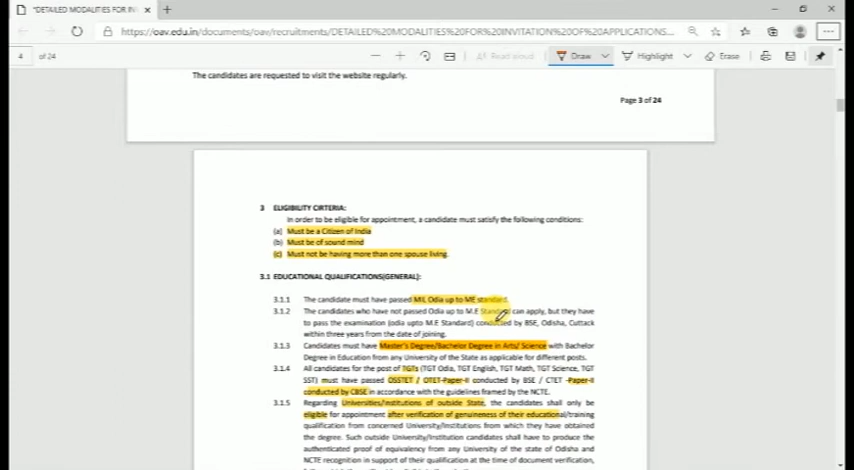 *DETAILED MODALITIES FOR IN
https://oav.edu.in/documents/oav/recruitments/DETAILED%20MODALITIES%20FOR%20INVITATION%20OF%20APPLICATIONS...
4 of 24
Read aloud
Draw
Highlight
Erase
The candidates are requested to visit the website regularly.
Page 3 of 24
3 ELIGIBILITY CIRTERIA:
In order to be eligible for appointment, a candidate must satisfy the following conditions:
(a) Must be a Citizen of India
(b) Must be of sound mind
(c) Must not be having more than one spouse living.
3.1 EDUCATIONAL QUALIFICATIONS(GENERAL):
3.1.1 The candidate must have passed MIL Odia up to ME standard.
3.1.2 The candidates who have not passed Odia up to M.E Standard can apply, but they have
to pass the examination (odia upto M.E Standard) conducted by BSE, Odisha, Cuttack
within three years from the date of joining.
3.1.3 Candidates must have Master's Degree/Bachelor Degree in Arts/ Science with Bachelor
Degree in Education from any University of the State as applicable for different posts.
3.1.4 All candidates for the post of TGTs (TGT Odia, TGT English, TGT Math, TGT Science, TGT
SST) must have passed OSSTET / OTET-Paper-II conducted by BSE / CTET -Paper-II
conducted by CBSE in accordance with the guidelines framed by the NCTE.
3.1.5 Regarding Universities/institutions of outside State, the candidates shall only be
eligible for appointment after verification of genuineness of their educational/training
qualification from concerned University/Institutions from which they have obtained
the degree. Such outside University/Institution candidates shall have to produce the
authenticated proof of equivalency from any University of the state of Odisha and
NCTE recognition in support of their qualification at the time of document verification,